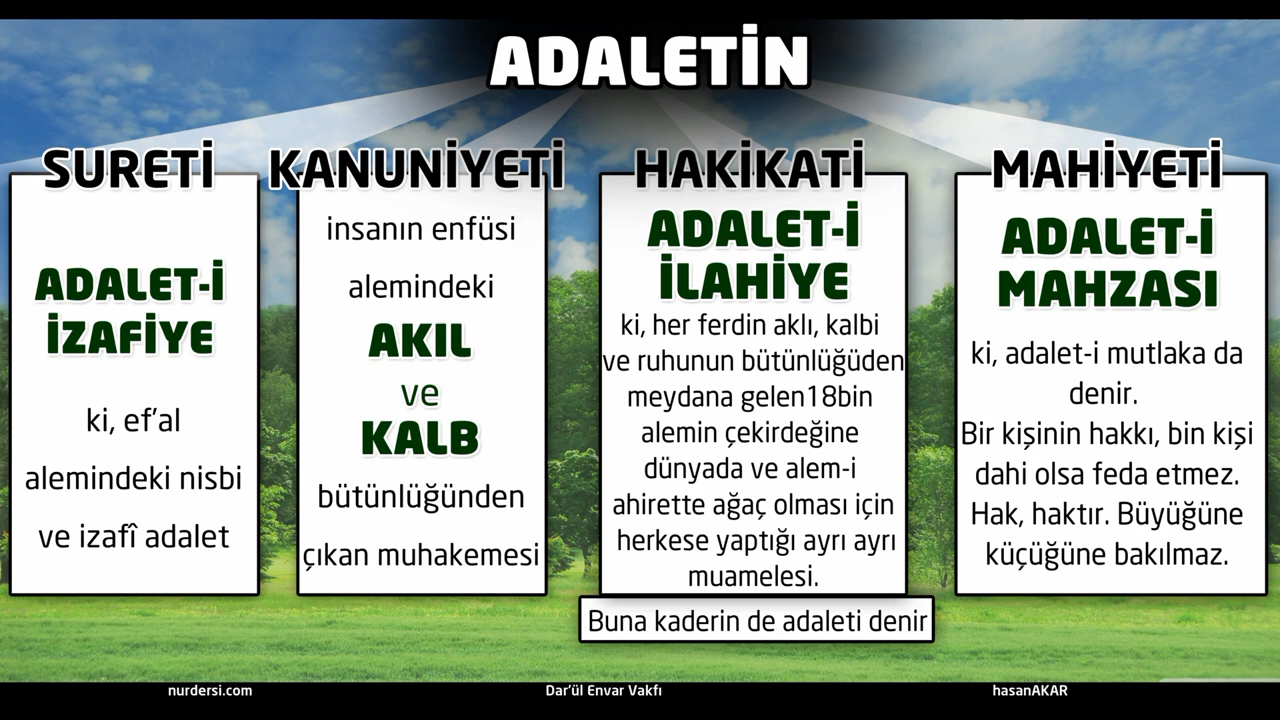 ADALETİN
SURETİ
ADALET-İ
İZAFİYE
ki, ef'al
alemindeki nisbi
ve izafî adalet
KANUNİYETİ
insanın enfüsi
alemindeki
AKIL
ve
KALB
bütünlüğünden
çıkan muhakemesi
HAKİKATİ
ADALET-İ
İLAHİYE
ki, her ferdin aklı, kalbi
ve ruhunun bütünlüğüden
meydana gelen18bin
alemin çekirdeğine
dünyada ve alem-i
ahirette ağaç olması için
herkese yaptığı ayrı ayrı
muamelesi.
Buna kaderin de adaleti denir
MAHİYETİ
ADALET-İ
MAHZASI
ki, adalet-i mutlaka da
denir.
Bir kişinin hakkı, bin kişi
dahi olsa feda etmez.
Hak, haktır. Büyüğüne
küçüğüne bakılmaz.
nurdersi.com
Dar'ül Envar Vakfı
hasanAKAR